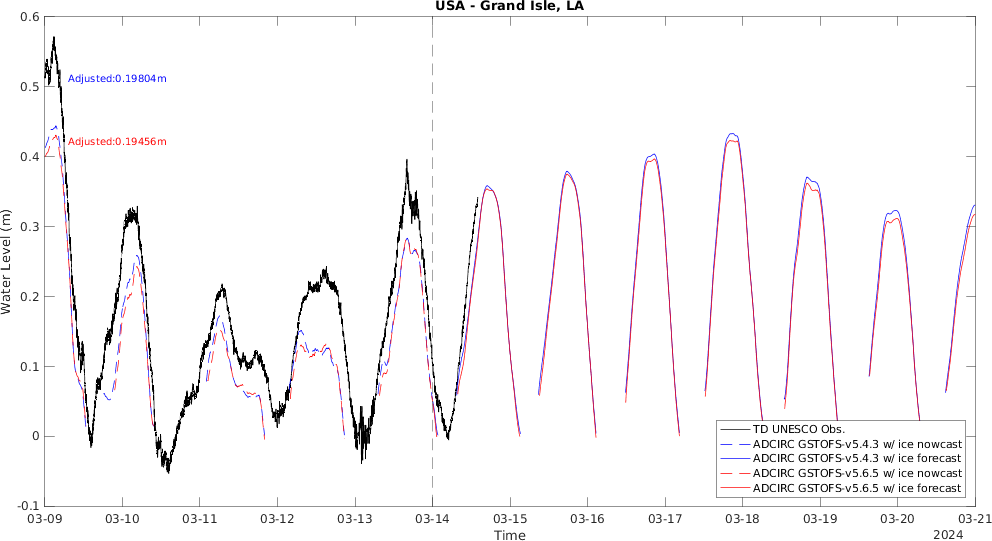 USA - Grand Isle, LA
0.6
0.5
0.4
0.3
0.2
0.1
0
-0.1
Water Level (m)
Adjusted:0.19804m
Adjusted:0.19456m
TD UNESCO Obs.
ADCIRC GSTOFS-v5.4.3 w/ ice nowcast
ADCIRC GSTOFS-v5.4.3 w/ ice forecast
ADCIRC GSTOFS-v5.6.5 w/ ice nowcast
ADCIRC GSTOFS-v5.6.5 w/ ice forecast
03-09 03-10 03-11 03-12 03-13 03-14 03-15 03-16 03-17 03-18 03-19 03-20 03-21
Time
2024